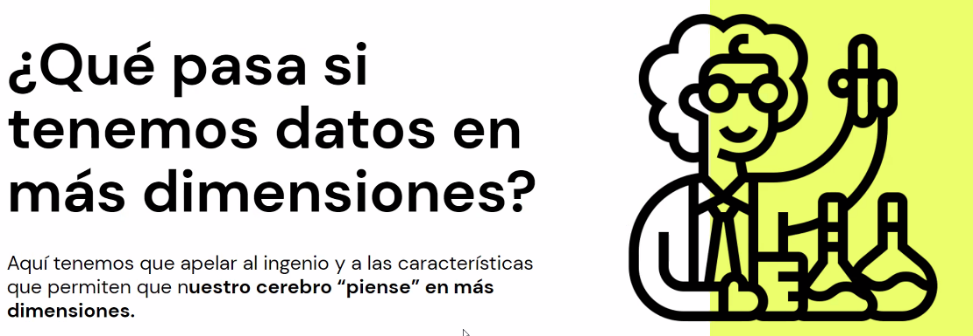 ¿Qué pasa si
tenemos datos en
más dimensiones?
Aquí tenemos que apelar al ingenio y a las características
que permiten que nuestro cerebro “piense” en más
dimensiones.